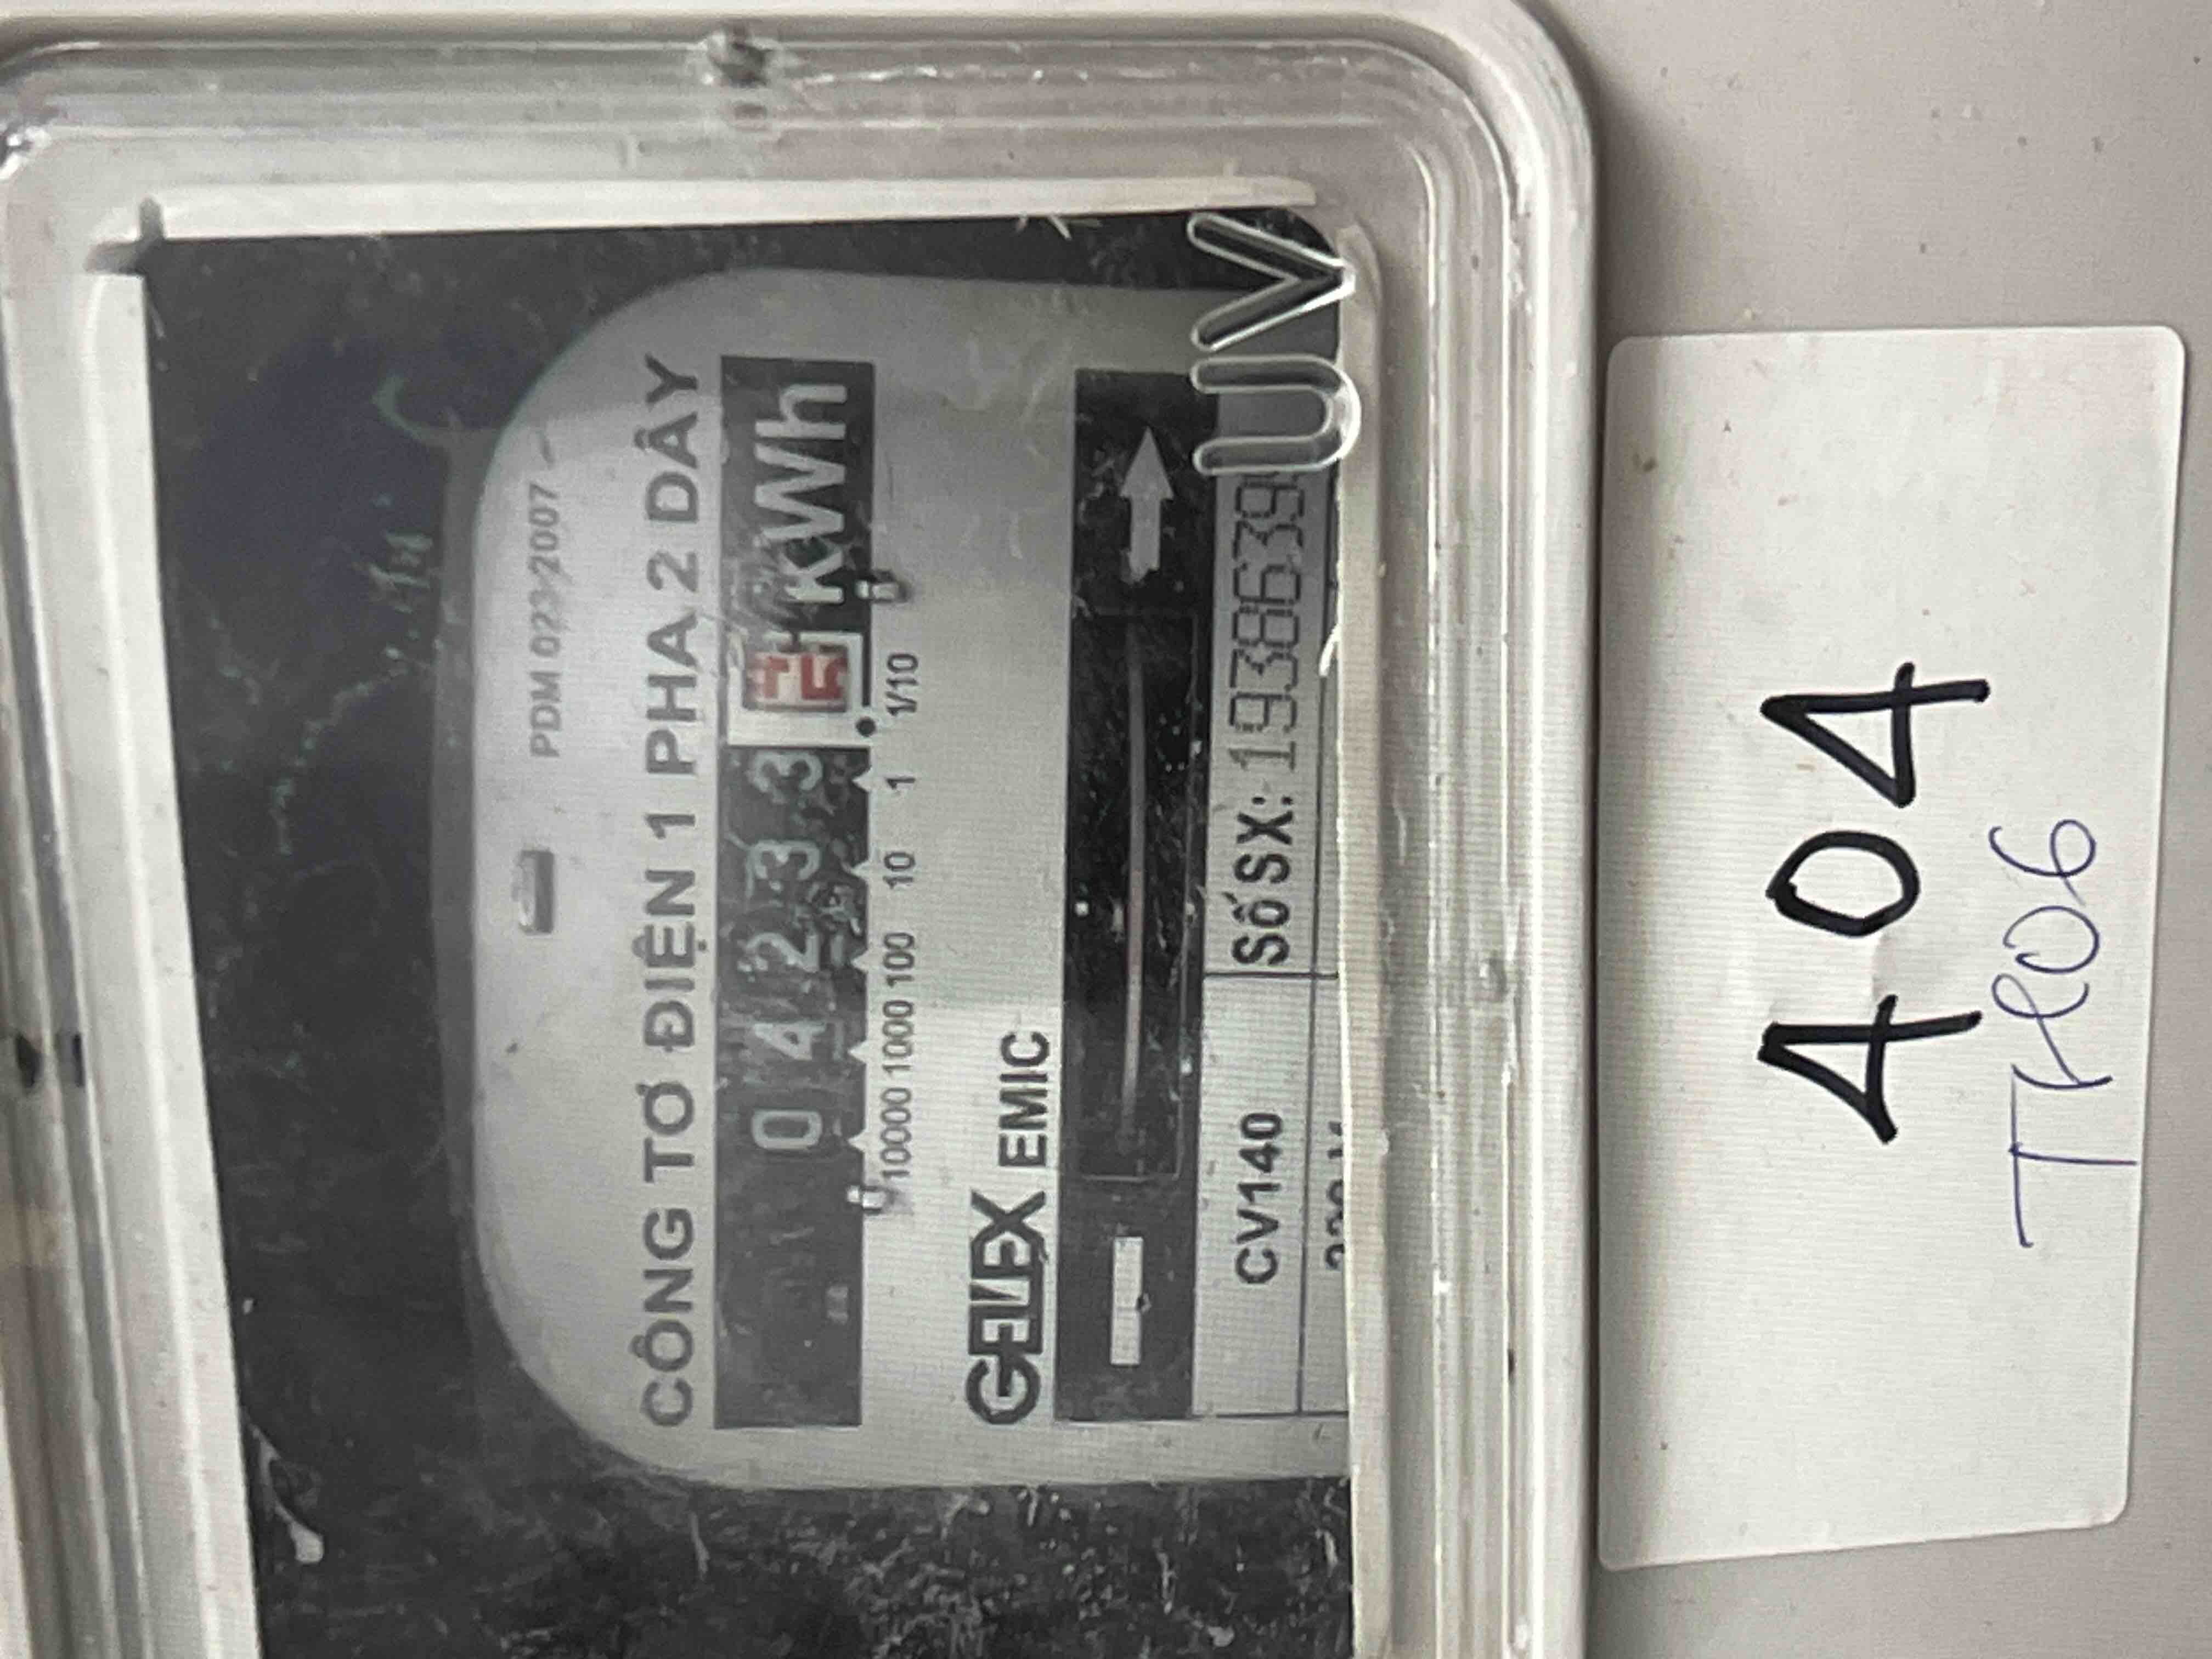 PDM 023-2007
CÔNG TƠ ĐIỆN 1 PHA 2 DÂY
0 4 2 3 3 kWh
10000 1000 100 10 1 1/10
GELEX EMIC
CV140 Số SX: 1938639
UV
404
TK06